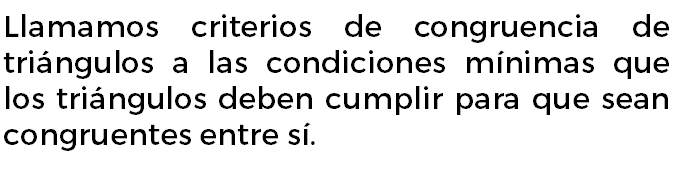 Llamamos criterios de congruencia de
triángulos a las condiciones mínimas que
los triángulos deben cumplir para que sean
congruentes entre sí.